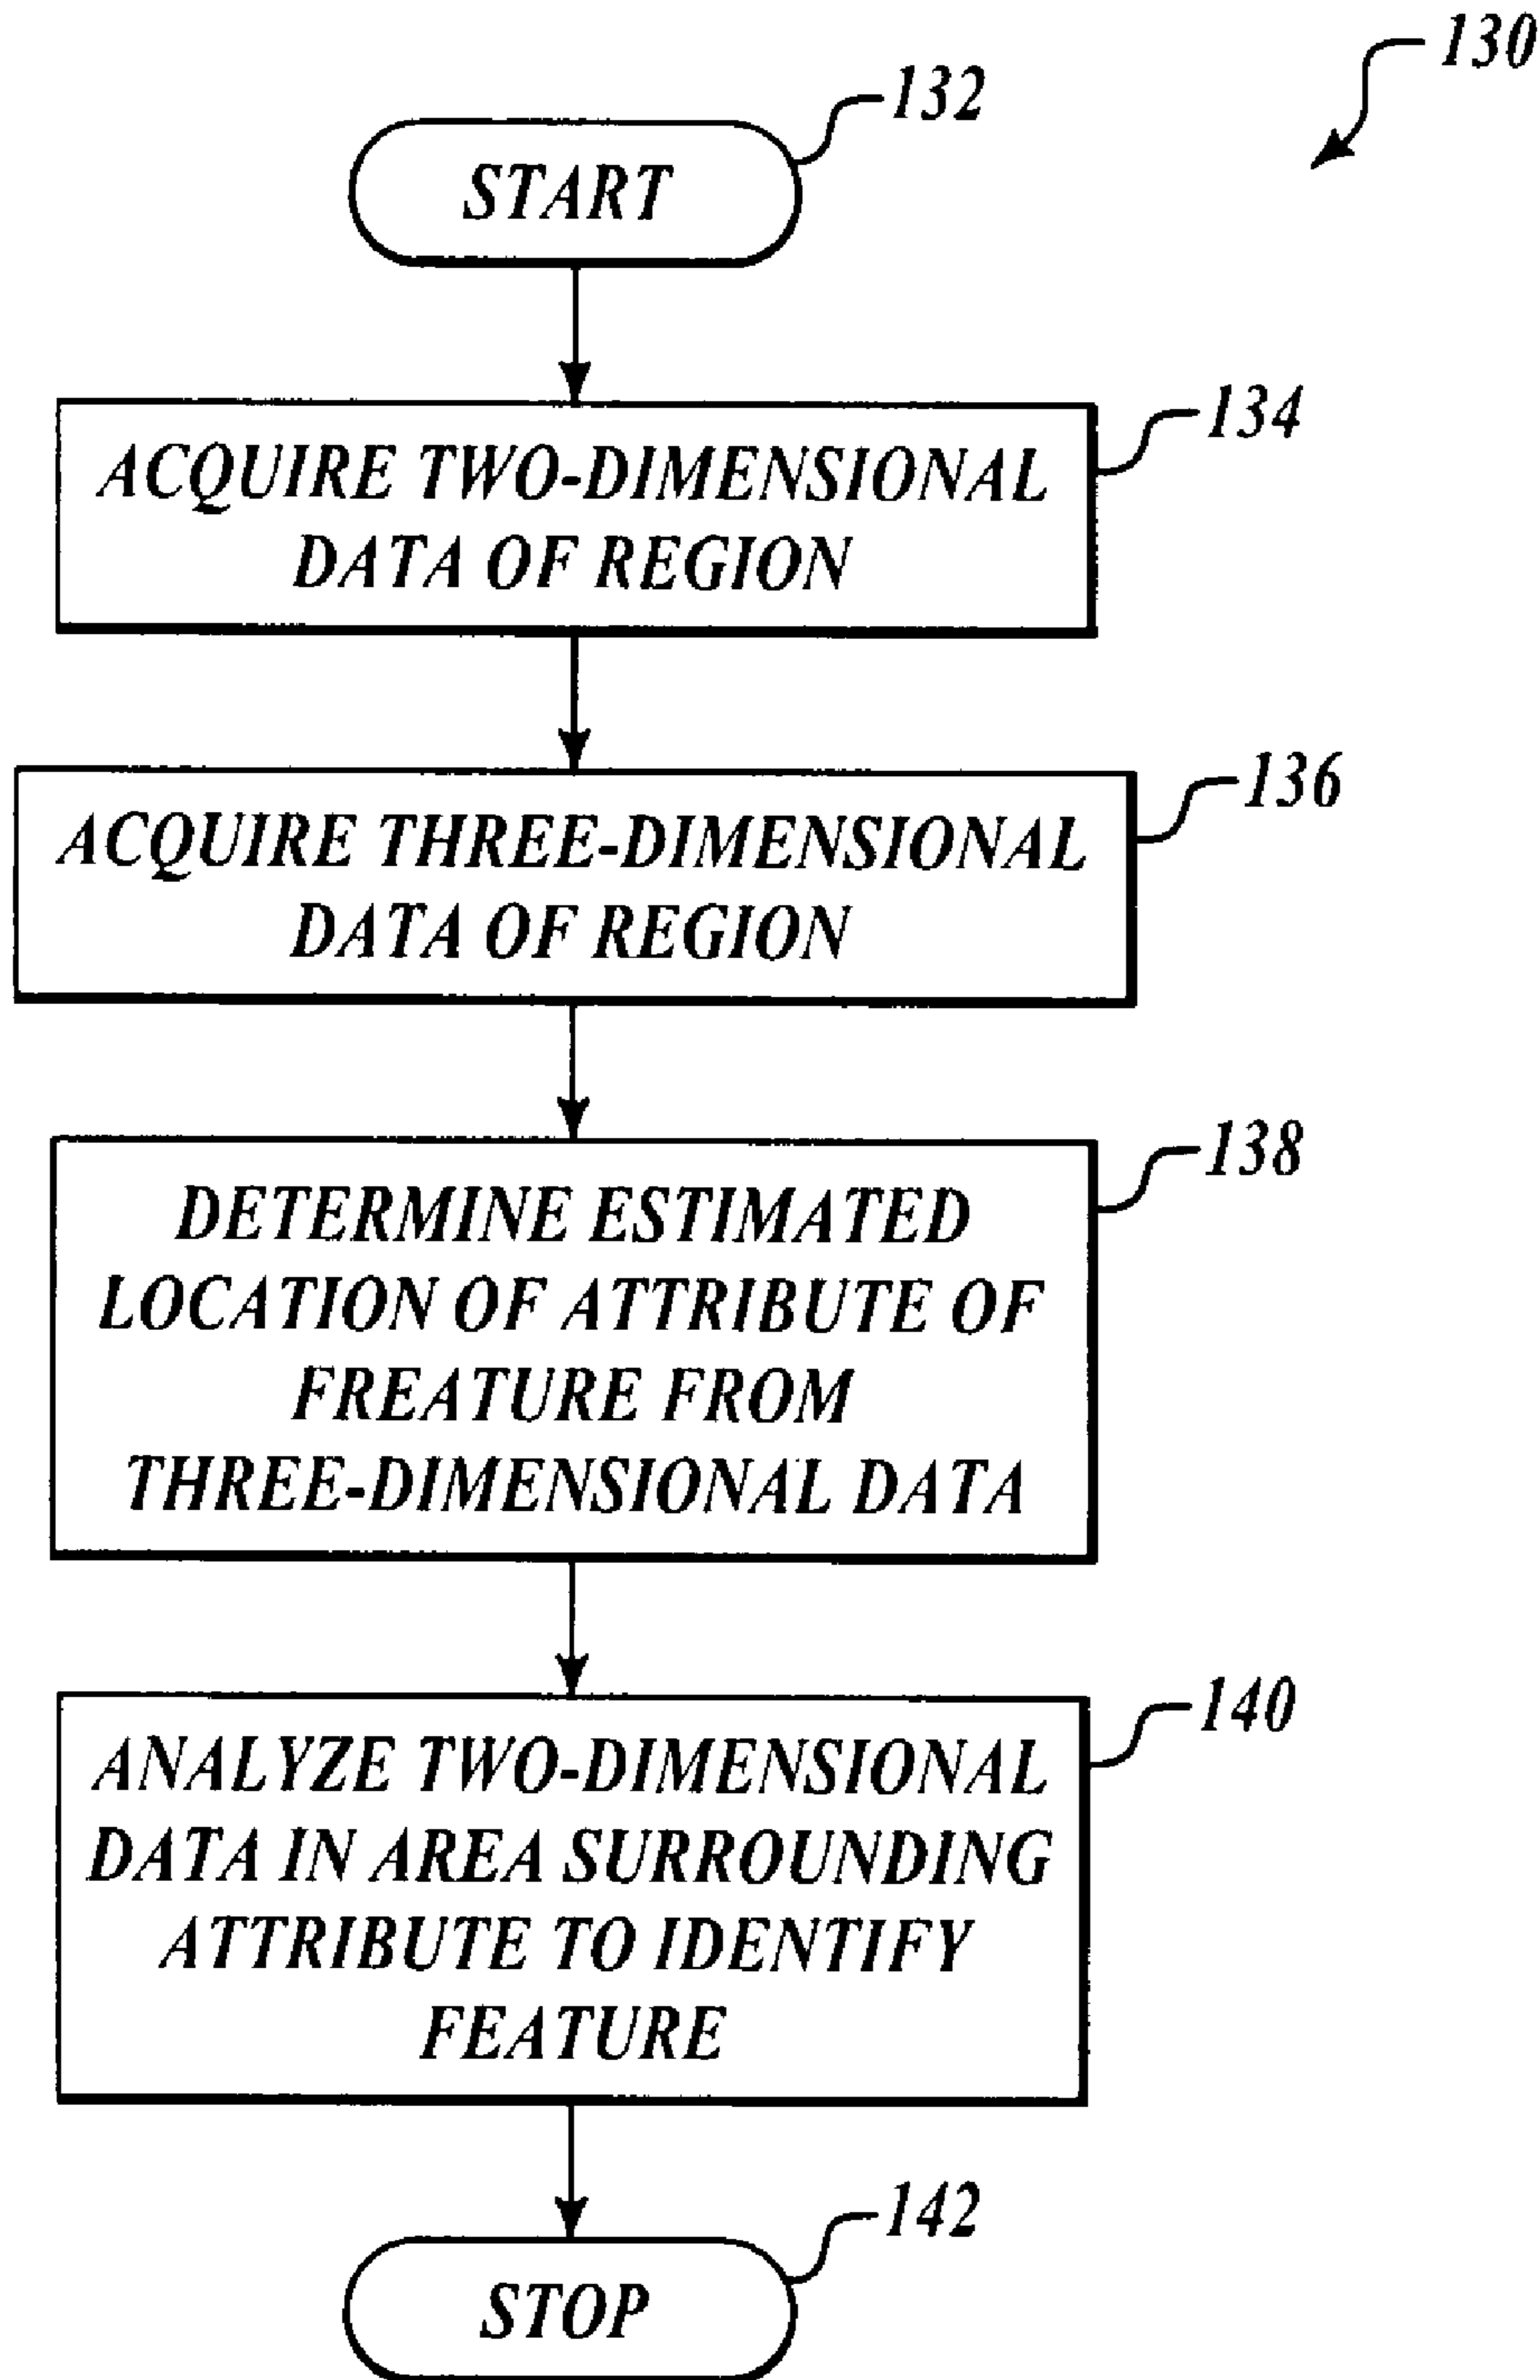 130
132
START
134
ACQUIRE TWO-DIMENSIONAL
DATA OF REGION
136
ACQUIRE THREE-DIMENSIONAL
DATA OF REGION
138
DETERMINE ESTIMATED
LOCATION OF ATTRIBUTE OF
FREATURE FROM
THREE-DIMENSIONAL DATA
140
ANALYZE TWO-DIMENSIONAL
DATA IN AREA SURROUNDING
ATTRIBUTE TO IDENTIFY
FEATURE
142
STOP